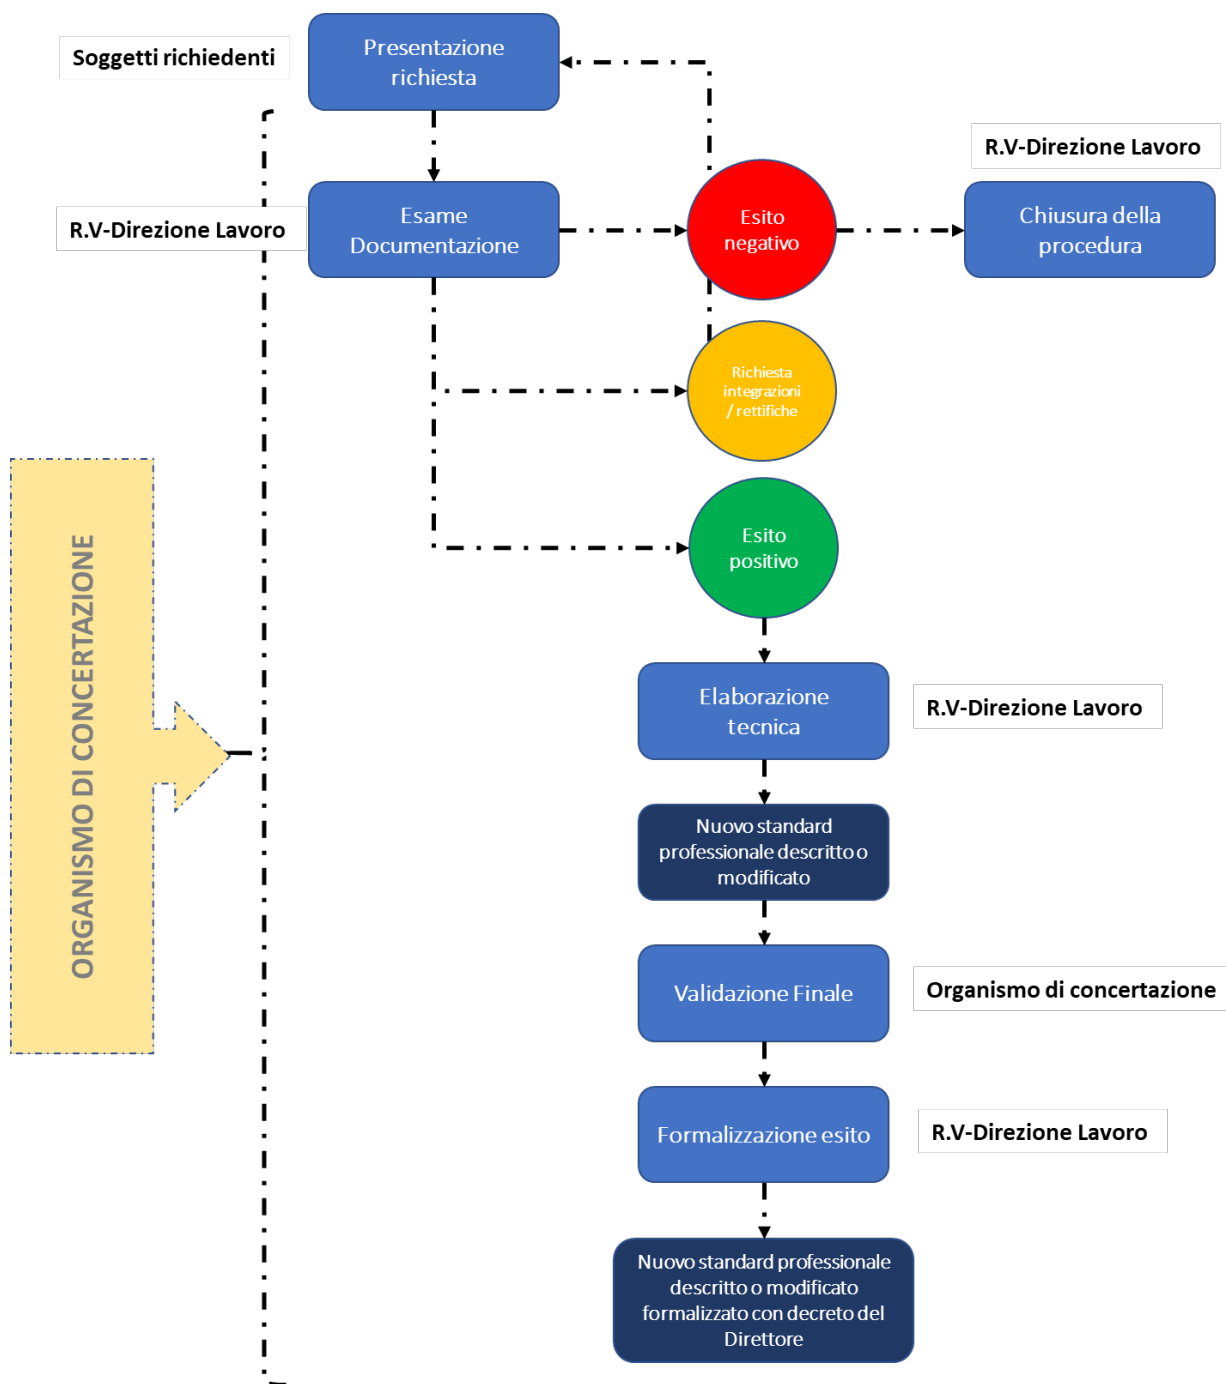 Soggetti richiedenti
Presentazione
richiesta
R.V-Direzione Lavoro
Esame
Documentazione
Esito
negativo
R.V-Direzione Lavoro
Chiusura della
procedura
Richiesta
integrazioni
/ rettifiche
Esito
positivo
ORGANISMO DI CONCERTAZIONE
Elaborazione
tecnica
R.V-Direzione Lavoro
Nuovo standard
professionale descritto o
modificato
Validazione Finale
Organismo di concertazione
Formalizzazione esito
R.V-Direzione Lavoro
Nuovo standard professionale
descritto o modificato
formalizzato con decreto del
Direttore